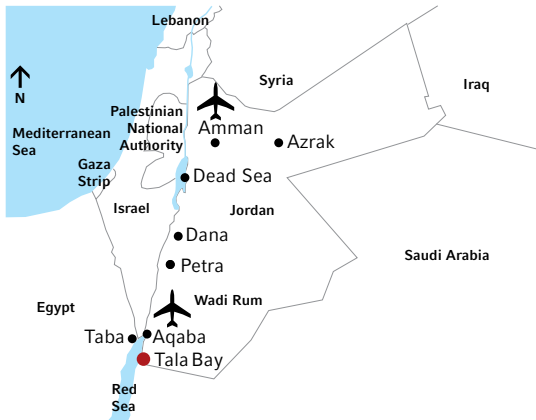 Lebanon
Syria
Iraq
N
Palestinian
National
Authority
Mediterranean
Sea
Amman
Azrak
Gaza
Strip
Dead Sea
Israel
Jordan
Dana
Saudi Arabia
Petra
Egypt
Wadi Rum
Taba
Aqaba
Tala Bay
Red
Sea